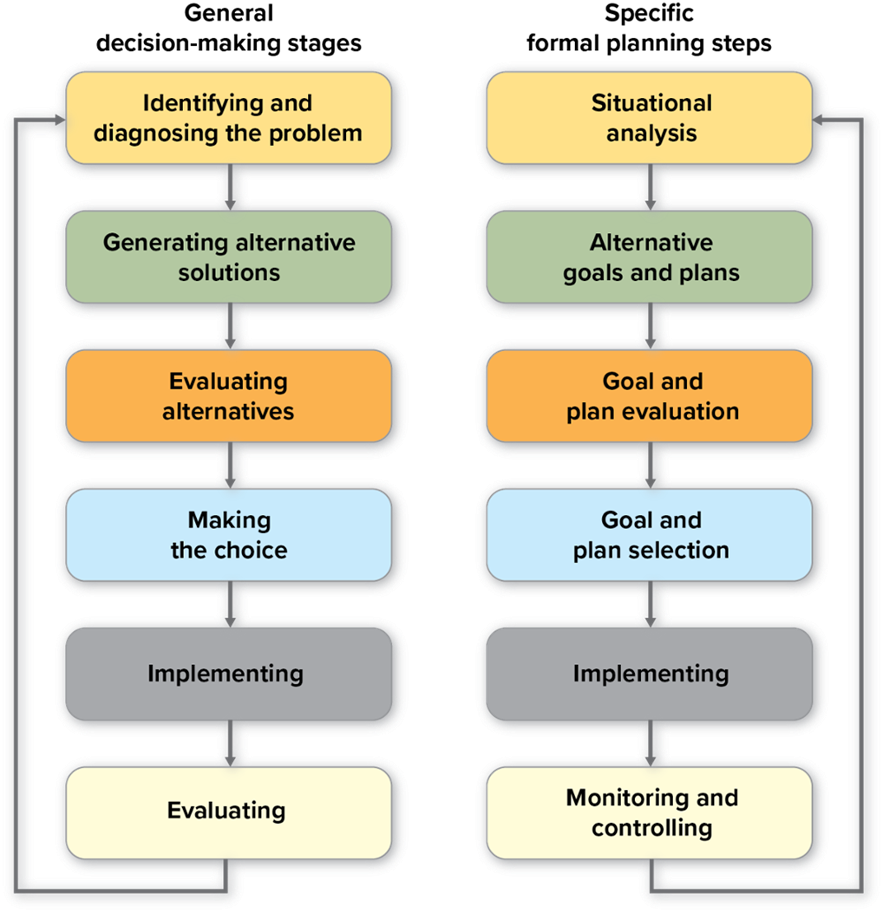 General
decision-making stages
Identifying and
diagnosing the problem
Generating alternative
solutions
Evaluating
alternatives
Making
the choice
Implementing
Evaluating
Specific
formal planning steps
Situational
analysis
Alternative
goals and plans
Goal and
plan evaluation
Goal and
plan selection
Implementing
Monitoring and
controlling